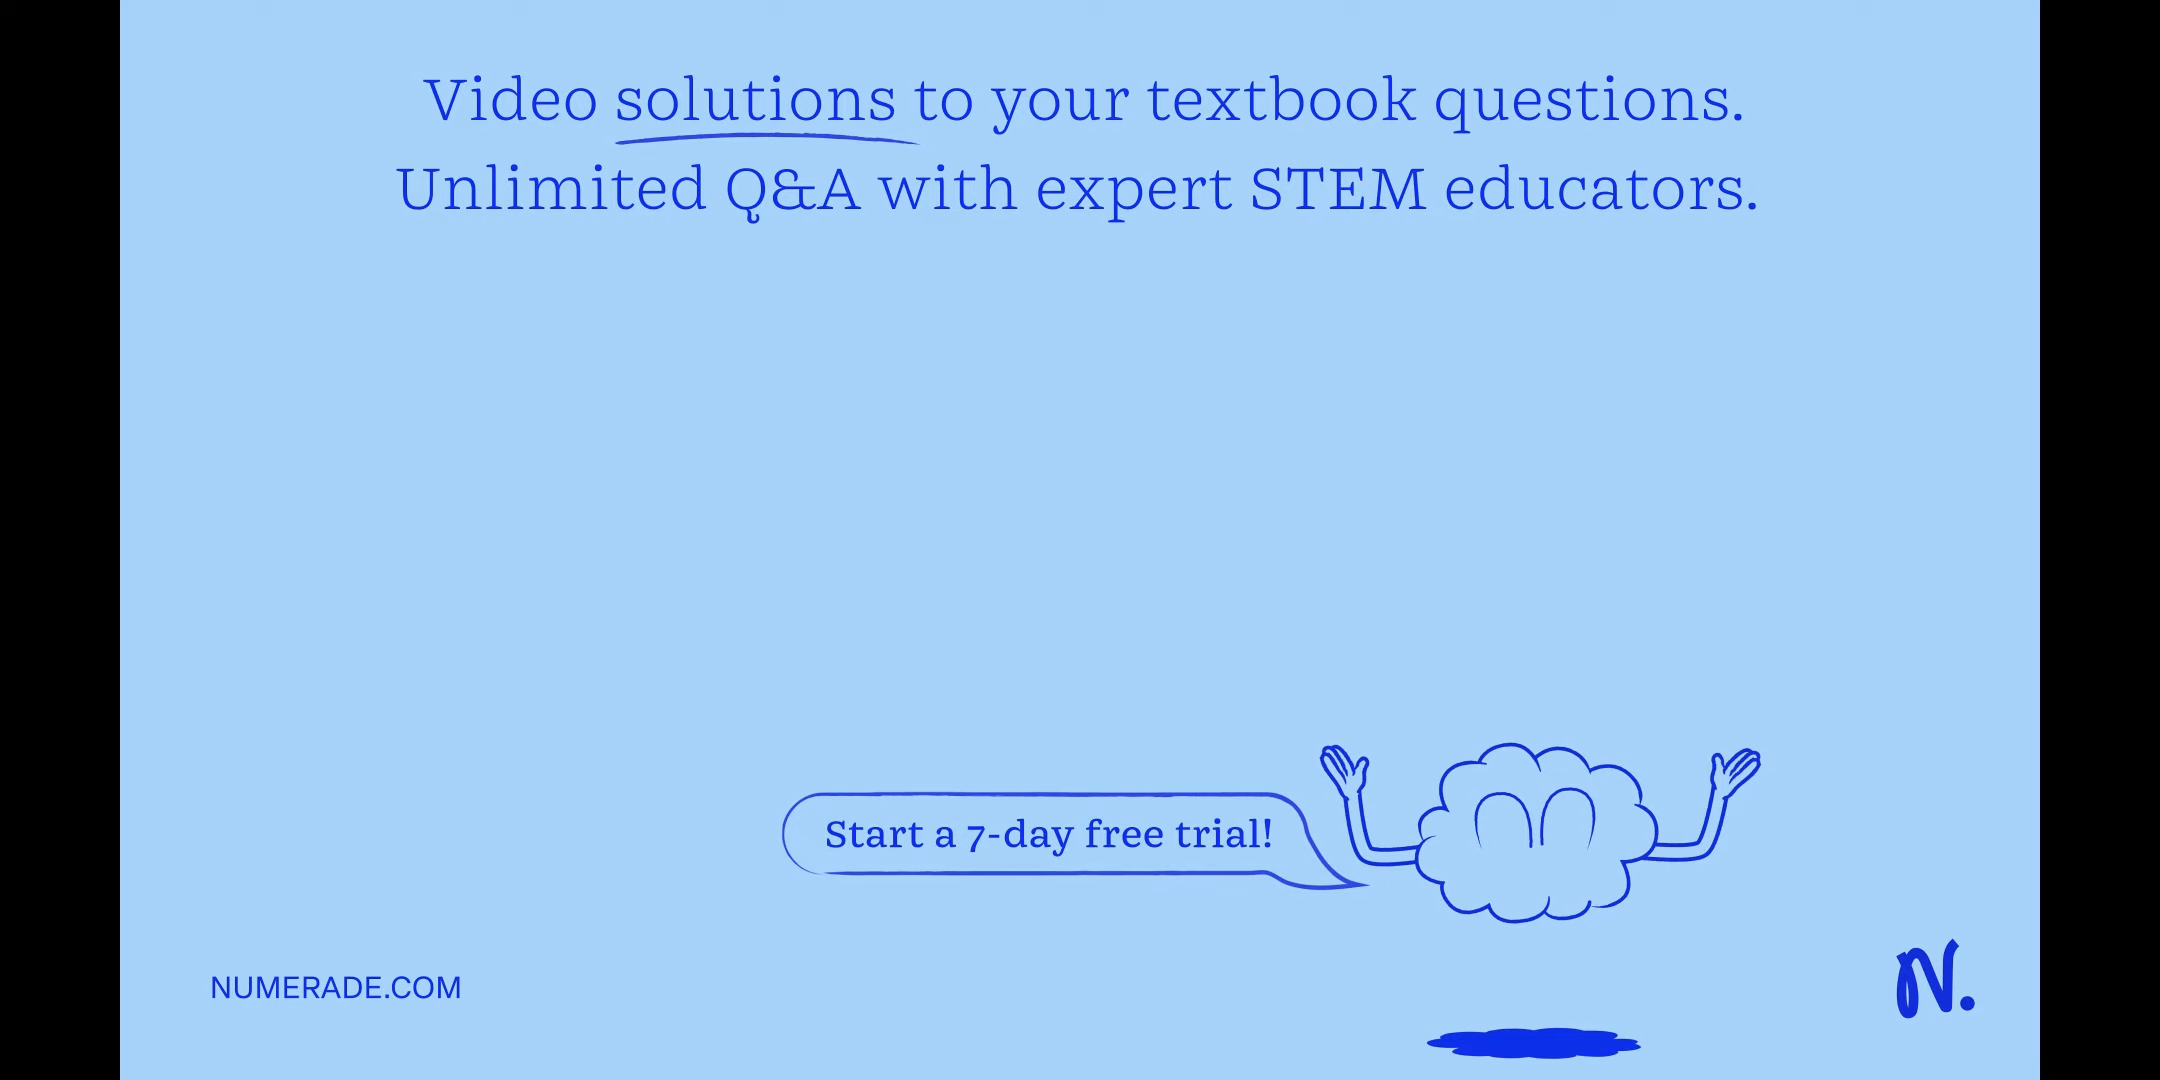 Video solutions to your textbook questions.
Unlimited Q&A with expert STEM educators.
Start a 7-day free trial!
NUMERADE.COM
N.